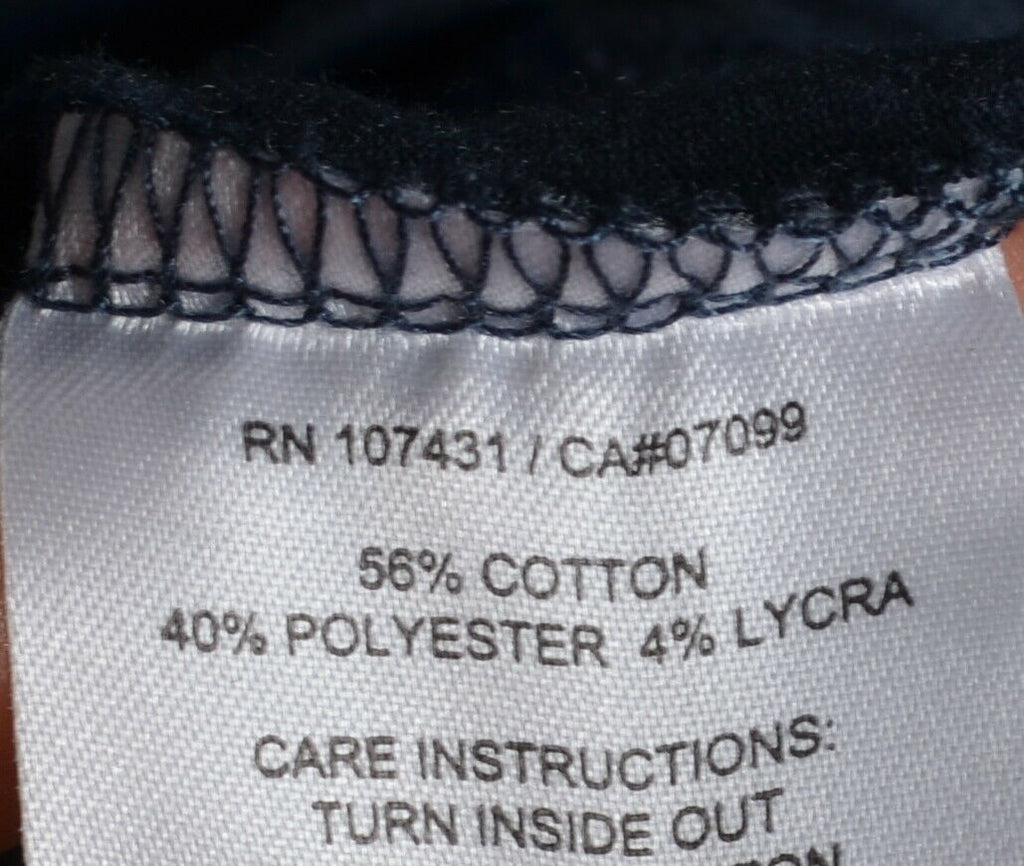 RN 107431 / CA#07099
56% COTTON
40% POLYESTER 4% LYCRA
CARE INSTRUCTIONS:
TURN INSIDE OUT